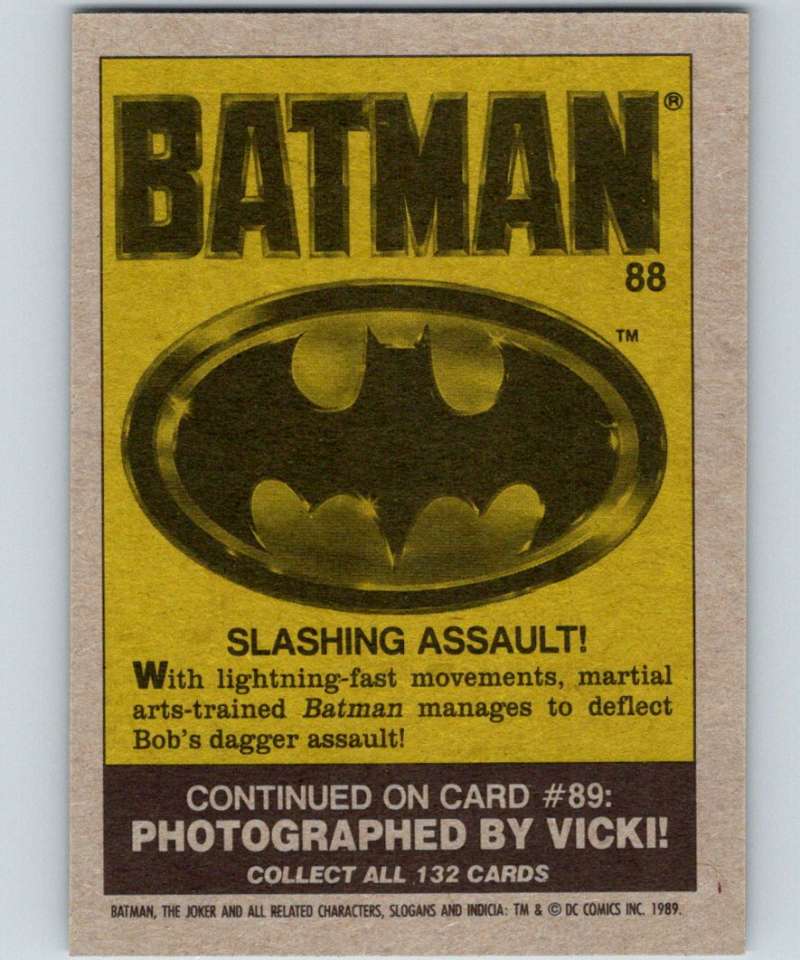 BATMAN®
88
TM
SLASHING ASSAULT!
With lightning-fast movements, martial
arts-trained Batman manages to deflect
Bob's dagger assault!
CONTINUED ON CARD #89:
PHOTOGRAPHED BY VICKI!
COLLECT ALL 132 CARDS
BATMAN, THE JOKER AND ALL RELATED CHARACTERS, SLOGANS AND INDICIA: TM & © DC COMICS INC. 1989.